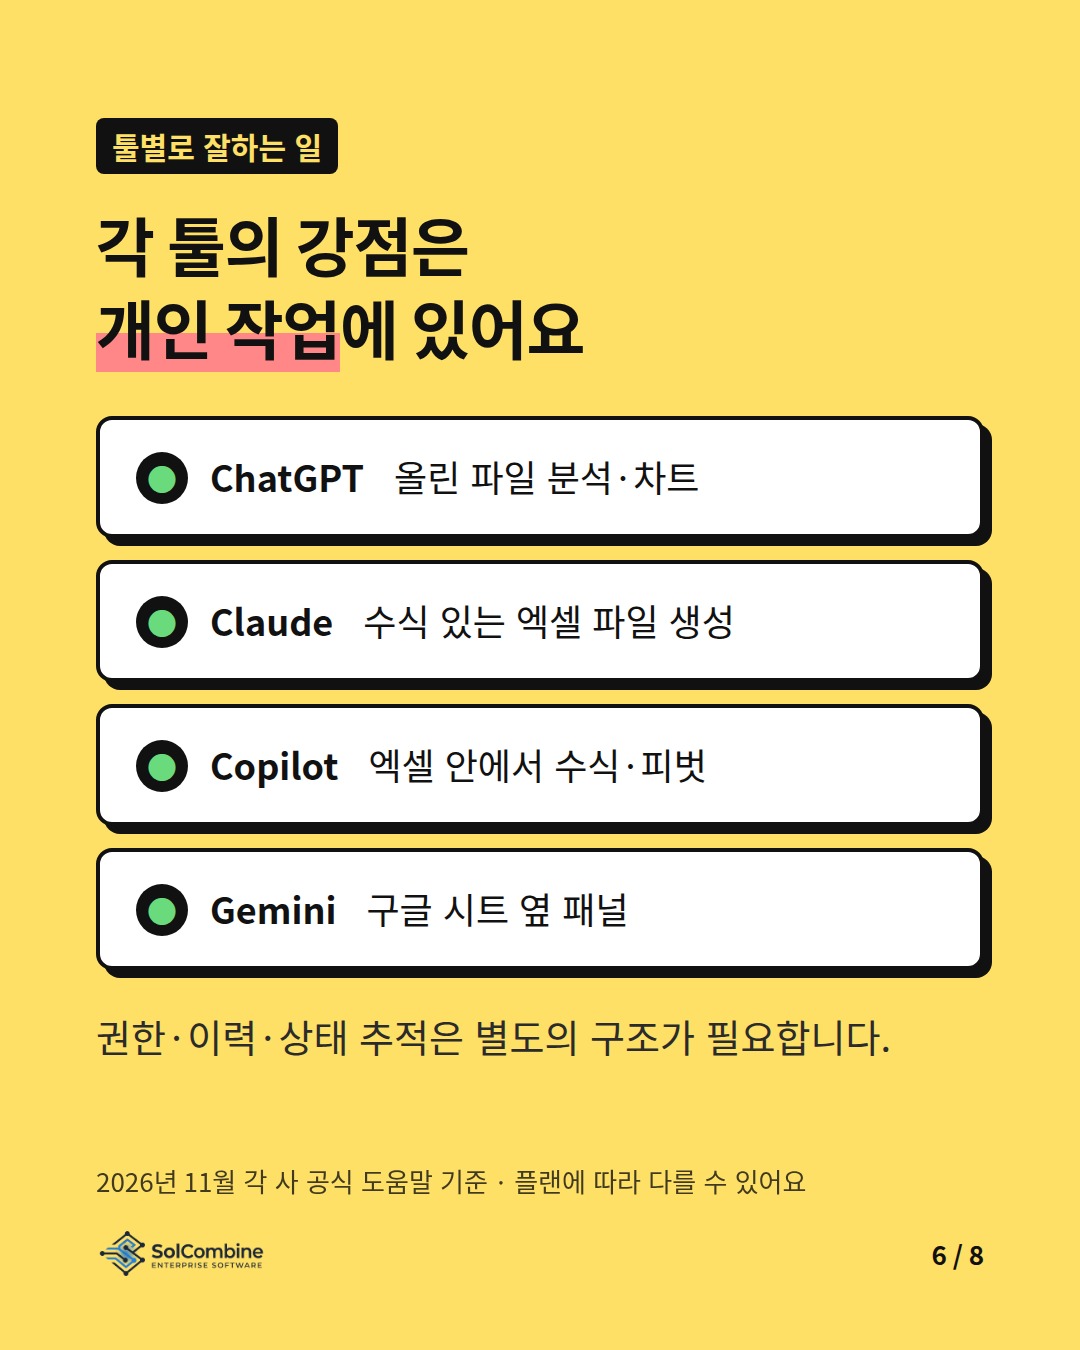 툴별로 잘하는 일
각 툴의 강점은
개인 작업에 있어요
ChatGPT 올린 파일 분석·차트
Claude 수식 있는 엑셀 파일 생성
Copilot 엑셀 안에서 수식·피벗
Gemini 구글 시트 옆 패널
권한·이력·상태 추적은 별도의 구조가 필요합니다.
2026년 11월 각 사 공식 도움말 기준 · 플랜에 따라 다를 수 있어요
SolCombine
ENTERPRISE SOFTWARE
6 / 8